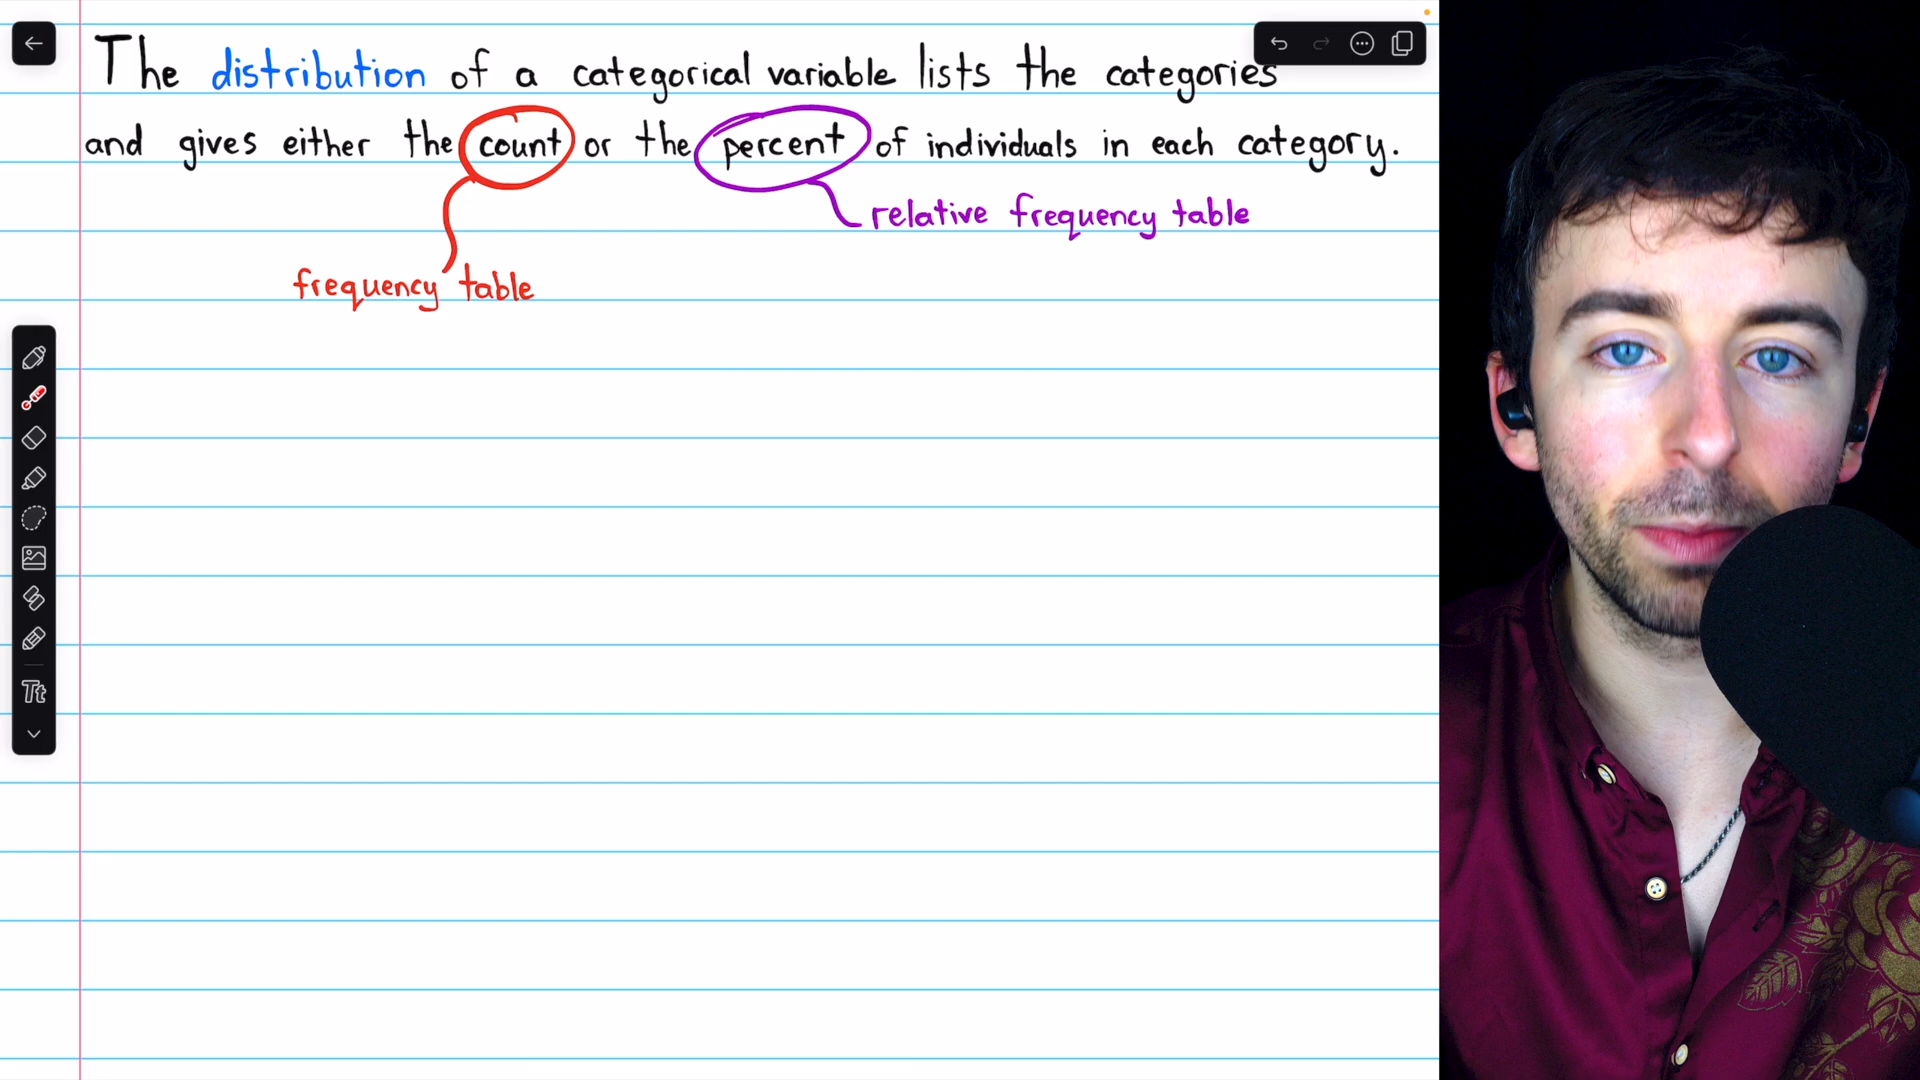 The distribution of a categorical variable lists the categories
and gives either the count or the percent of individuals in each category.
relative frequency table
frequency table
Tt